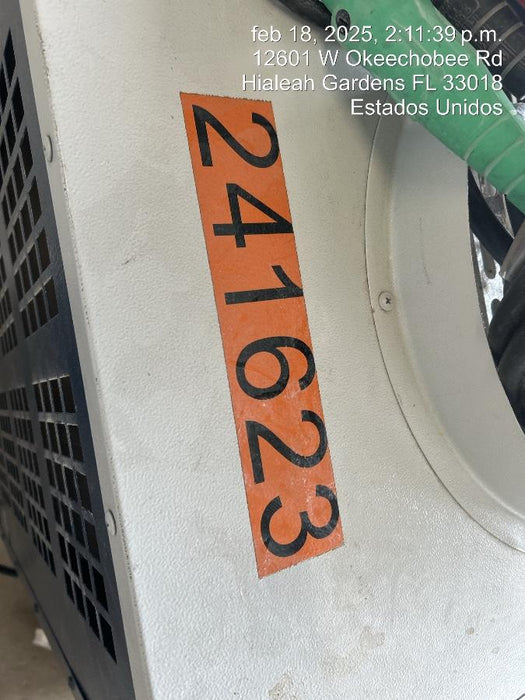 feb 18, 2025, 2:11:39 p.m.
12601 W Okeechobee Rd
Hialeah Gardens FL 33018
Estados Unidos
241623